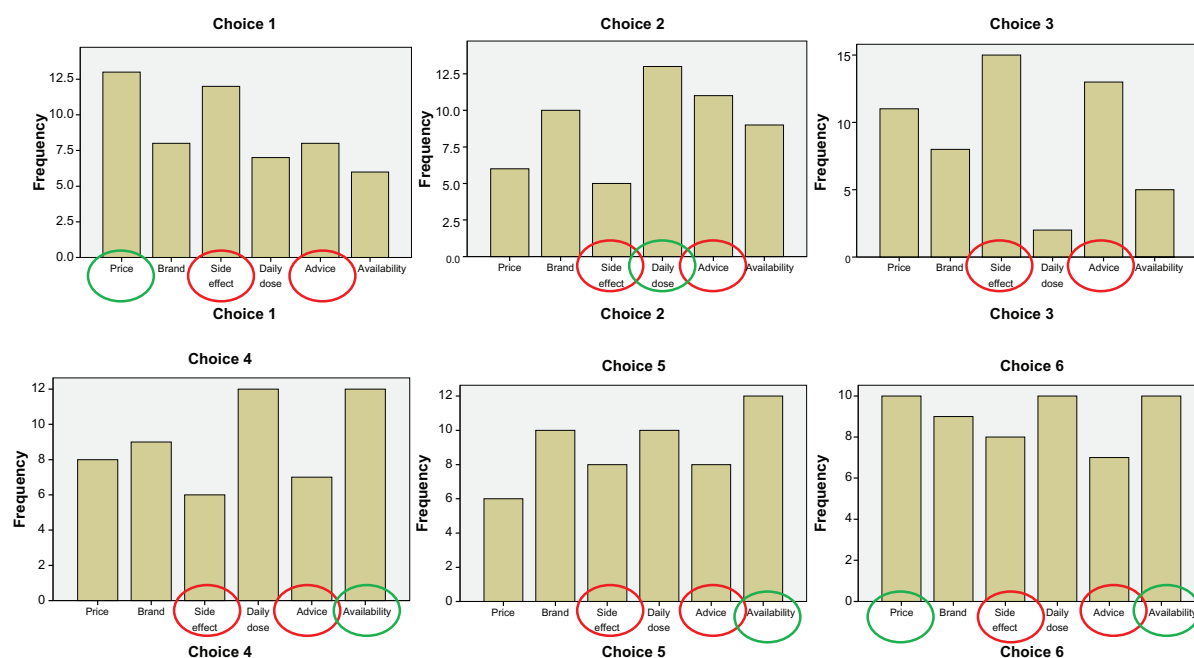 Choice 1
Frequency
12.5
10.0
7.5
5.0
2.5
0.0
Price Brand Side effect Daily dose Advice Availability
Choice 1
Choice 2
Frequency
12.5
10.0
7.5
5.0
2.5
0.0
Price Brand Side effect Daily dose Advice Availability
Choice 2
Choice 3
Frequency
15
10
5
0
Price Brand Side effect Daily dose Advice Availability
Choice 3
Choice 4
Frequency
12
10
8
6
4
2
0
Price Brand Side effect Daily dose Advice Availability
Choice 4
Choice 5
Frequency
12
10
8
6
4
2
0
Price Brand Side effect Daily dose Advice Availability
Choice 5
Choice 6
Frequency
10
8
6
4
2
0
Price Brand Side effect Daily dose Advice Availability
Choice 6